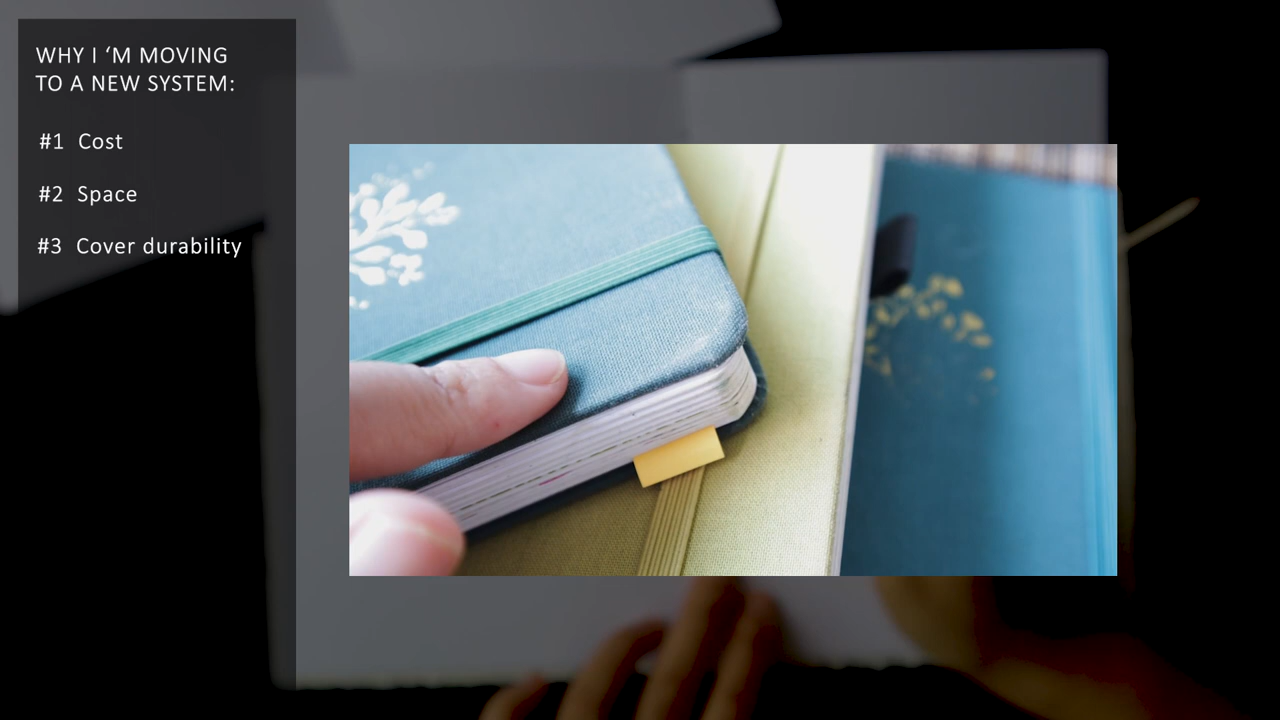 WHY I ‘M MOVING
TO A NEW SYSTEM:
#1 Cost
#2 Space
#3 Cover durability